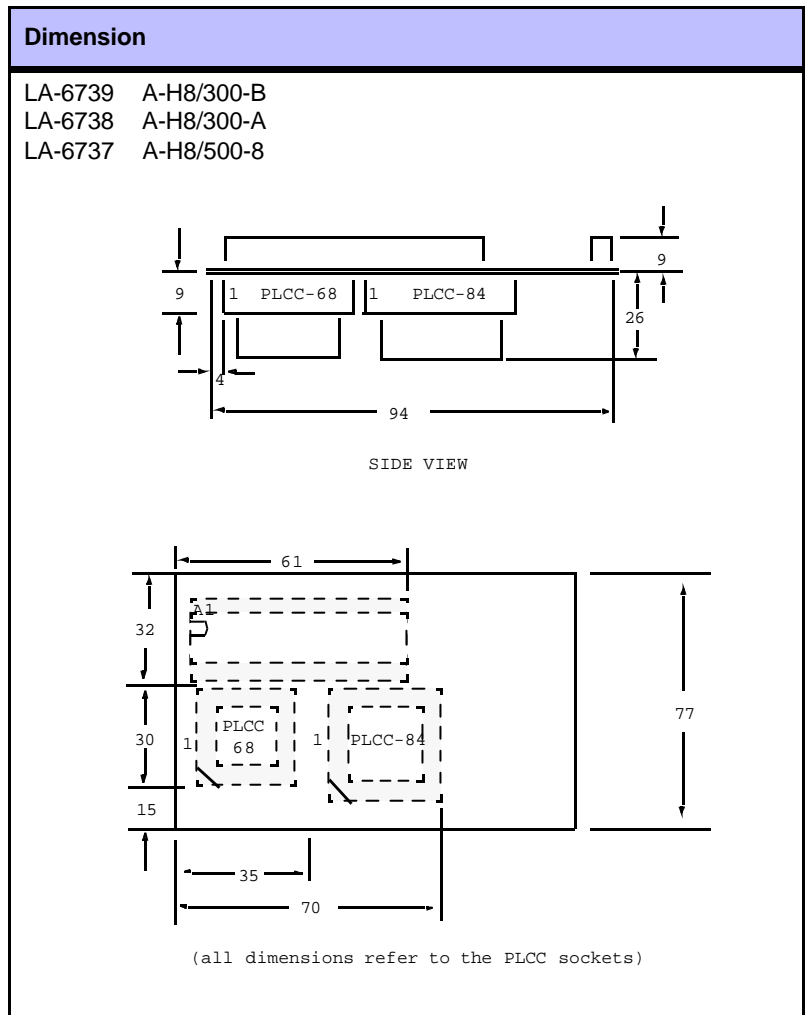 Dimension
LA-6739 A-H8/300-B
LA-6738 A-H8/300-A
LA-6737 A-H8/500-8
9
9 1 PLCC-68 1 PLCC-84
26
4
94
SIDE VIEW
61
A1
32
77
PLCC
30 1 68 1 PLCC-84
15
35
70
(all dimensions refer to the PLCC sockets)